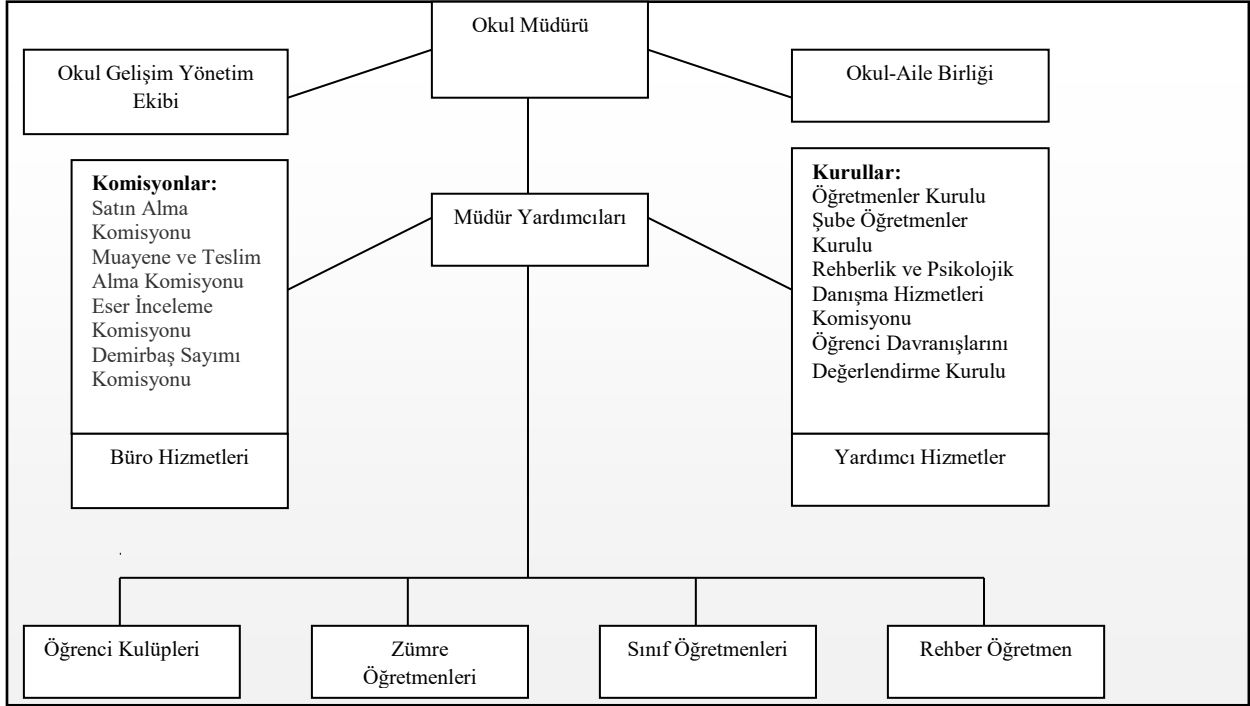 Okul Müdürü
Okul Gelişim Yönetim
Ekibi
Okul-Aile Birliği
Komisyonlar:
Satın Alma
Komisyonu
Muayene ve Teslim
Alma Komisyonu
Eser İnceleme
Komisyonu
Demirbaş Sayımı
Komisyonu
Müdür Yardımcıları
Kurullar:
Öğretmenler Kurulu
Şube Öğretmenler
Kurulu
Rehberlik ve Psikolojik
Danışma Hizmetleri
Komisyonu
Öğrenci Davranışlarını
Değerlendirme Kurulu
Büro Hizmetleri
Yardımcı Hizmetler
Öğrenci Kulüpleri
Zümre
Öğretmenleri
Sınıf Öğretmenleri
Rehber Öğretmen